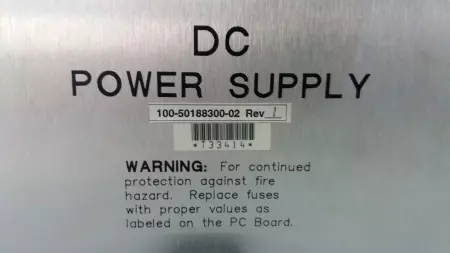 DC
POWER SUPPLY
100-50188300-02 Rev 1
*T33414*
WARNING: For continued
protection against fire
hazard. Replace fuses
with proper values as
labeled on the PC Board.